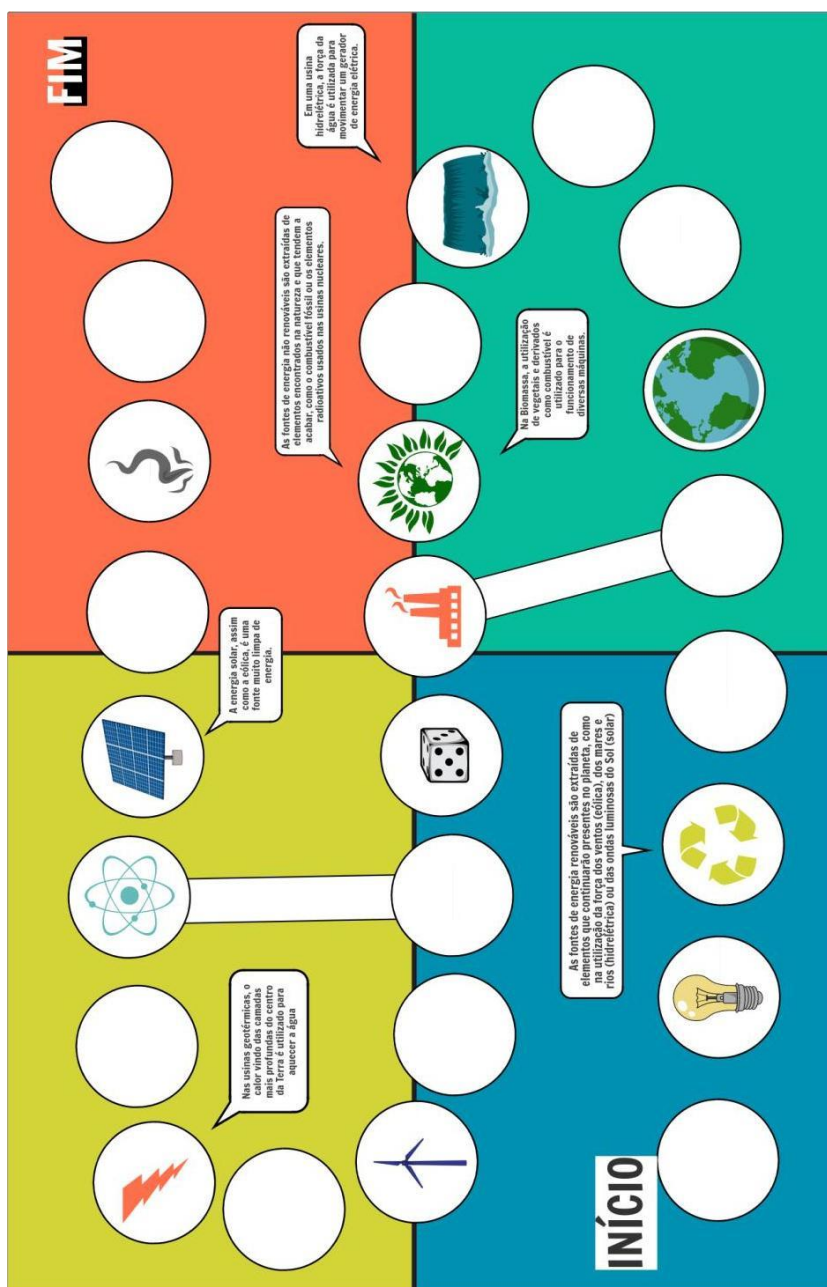 FIM
Em uma usina
hidrelétrica, a força da
água é utilizada para
movimentar um gerador
de energia elétrica.
As fontes de energia não renováveis são extraídas de
elementos encontrados na natureza e que tendem a
acabar, como o combustível fóssil ou os elementos
radioativos usados nas usinas nucleares.
Na Biomassa, a utilização
de vegetais e derivados
como combustível é
utilizado para o
funcionamento de
diversas máquinas.
A energia solar, assim
como a eólica, é uma
fonte muito limpa de
energia.
Nas usinas geotérmicas, o
calor vindo das camadas
mais profundas do centro
da Terra é utilizado para
aquecer a água
As fontes de energia renováveis são extraídas de
elementos que continuarão presentes no planeta, como
na utilização da força dos ventos (eólica), dos mares e
rios (hidrelétrica) ou das ondas luminosas do Sol (solar)
INÍCIO